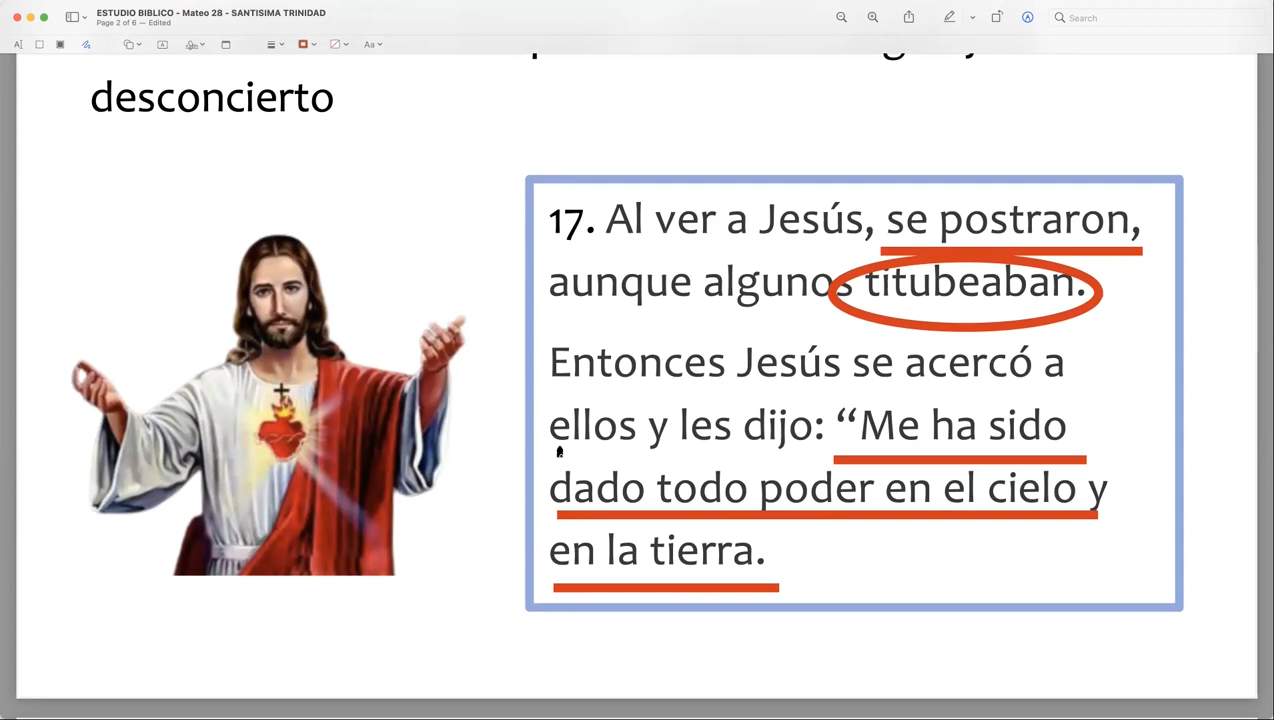 ESTUDIO BIBLICO - Mateo 28 - SANTISIMA TRINIDAD
Page 2 of 6 — Edited
Search
Aa
desconcierto
17. Al ver a Jesús, se postraron,
aunque algunos titubeaban.
Entonces Jesús se acercó a
ellos y les dijo: “Me ha sido
dado todo poder en el cielo y
en la tierra.